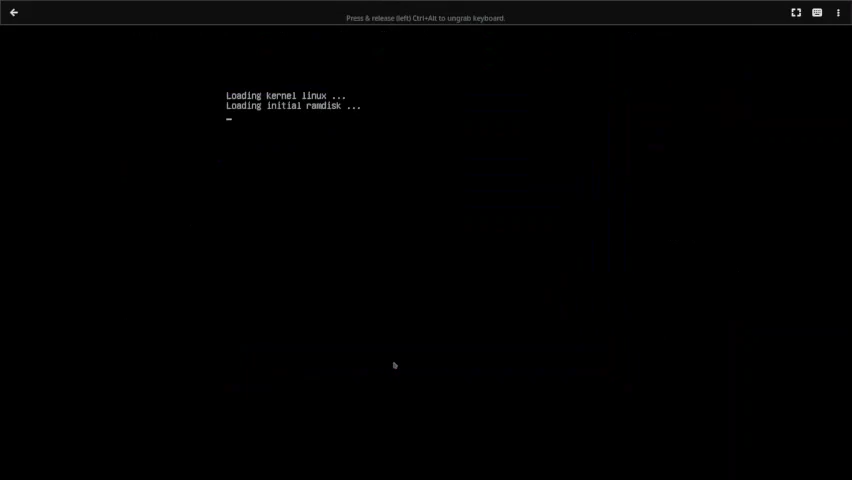 Press & release (left) Ctrl+Alt to ungrab keyboard.
Loading kernel linux ...
Loading initial ramdisk ...